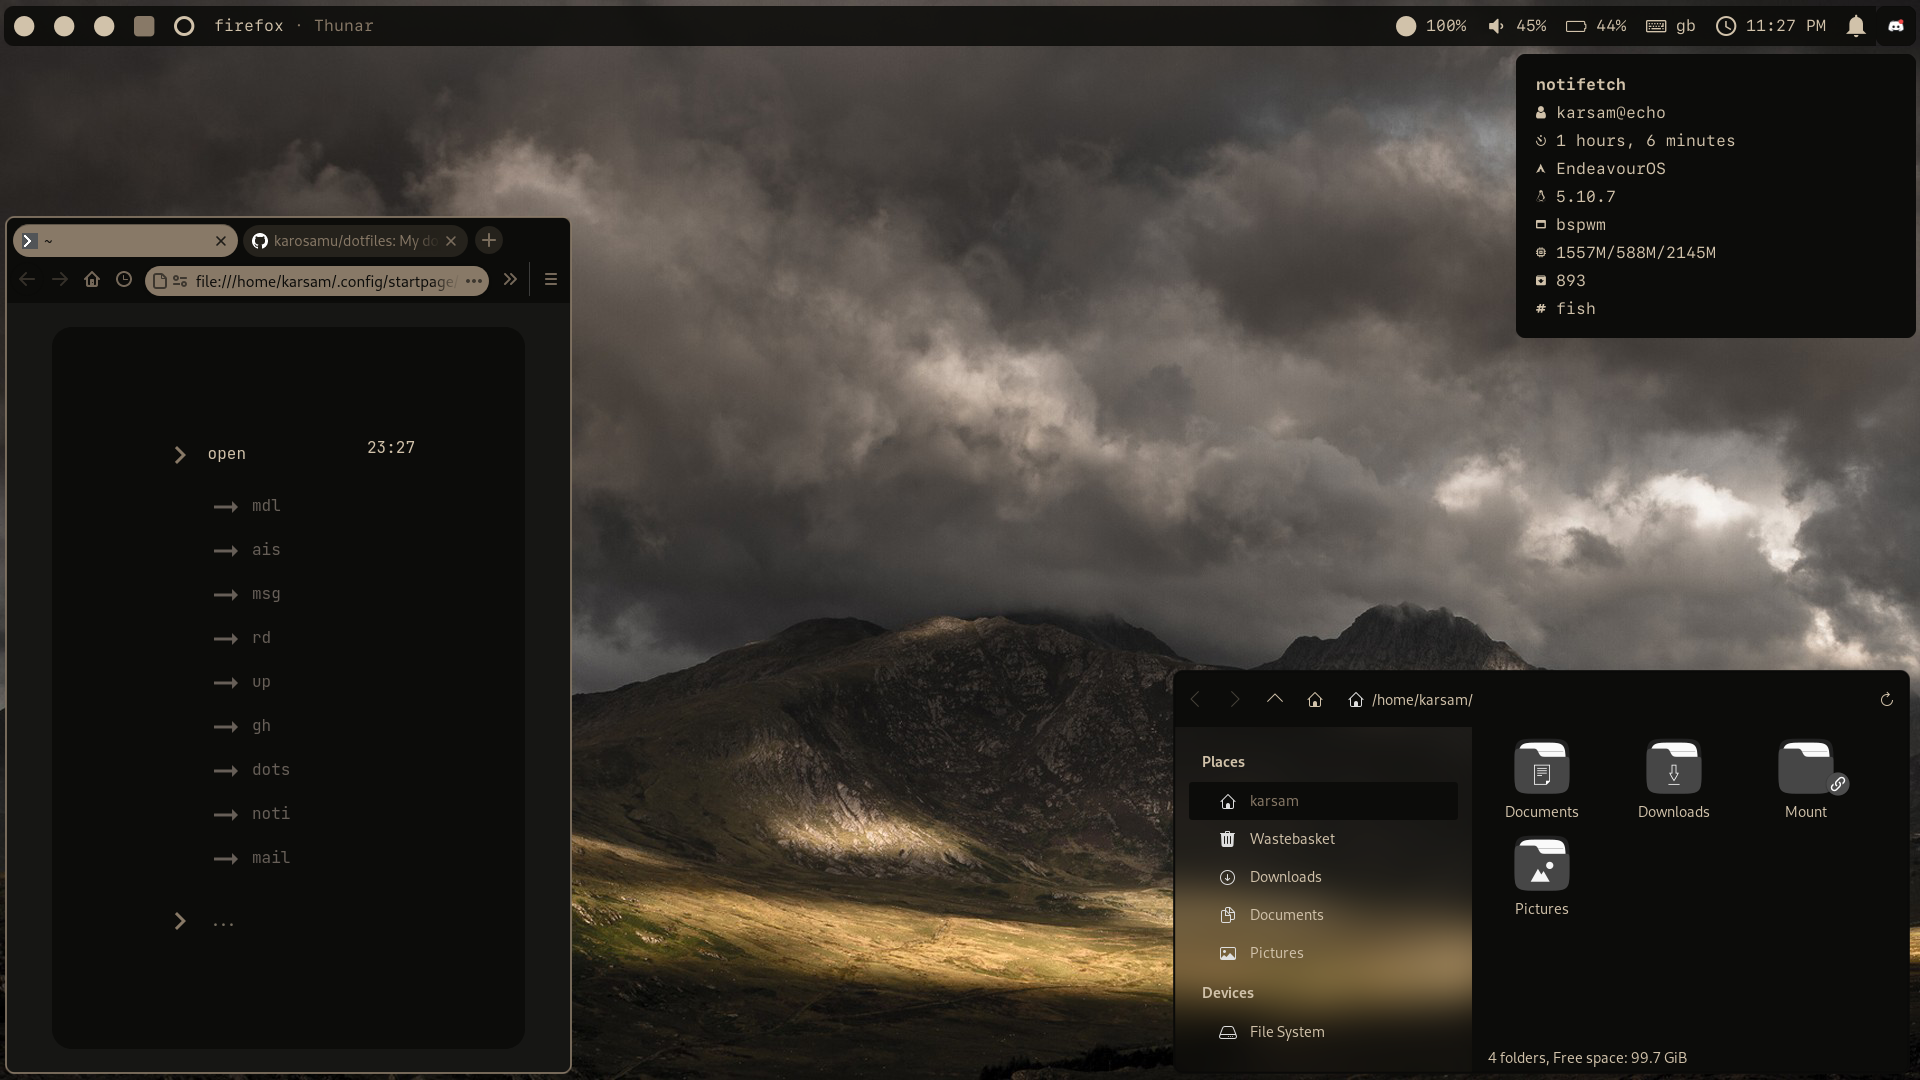 firefox · Thunar
100% 45% 44% gb 11:27 PM
notifetch
karsam@echo
1 hours, 6 minutes
EndeavourOS
5.10.7
bspwm
1557M/588M/2145M
893
# fish
~
karosamu/dotfiles: My do
file:///home/karsam/.config/startpage/
open
23:27
mdl
ais
msg
rd
up
gh
dots
noti
mail
...
/home/karsam/
Places
karsam
Wastebasket
Downloads
Documents
Pictures
Devices
File System
Documents
Downloads
Mount
Pictures
4 folders, Free space: 99.7 GiB